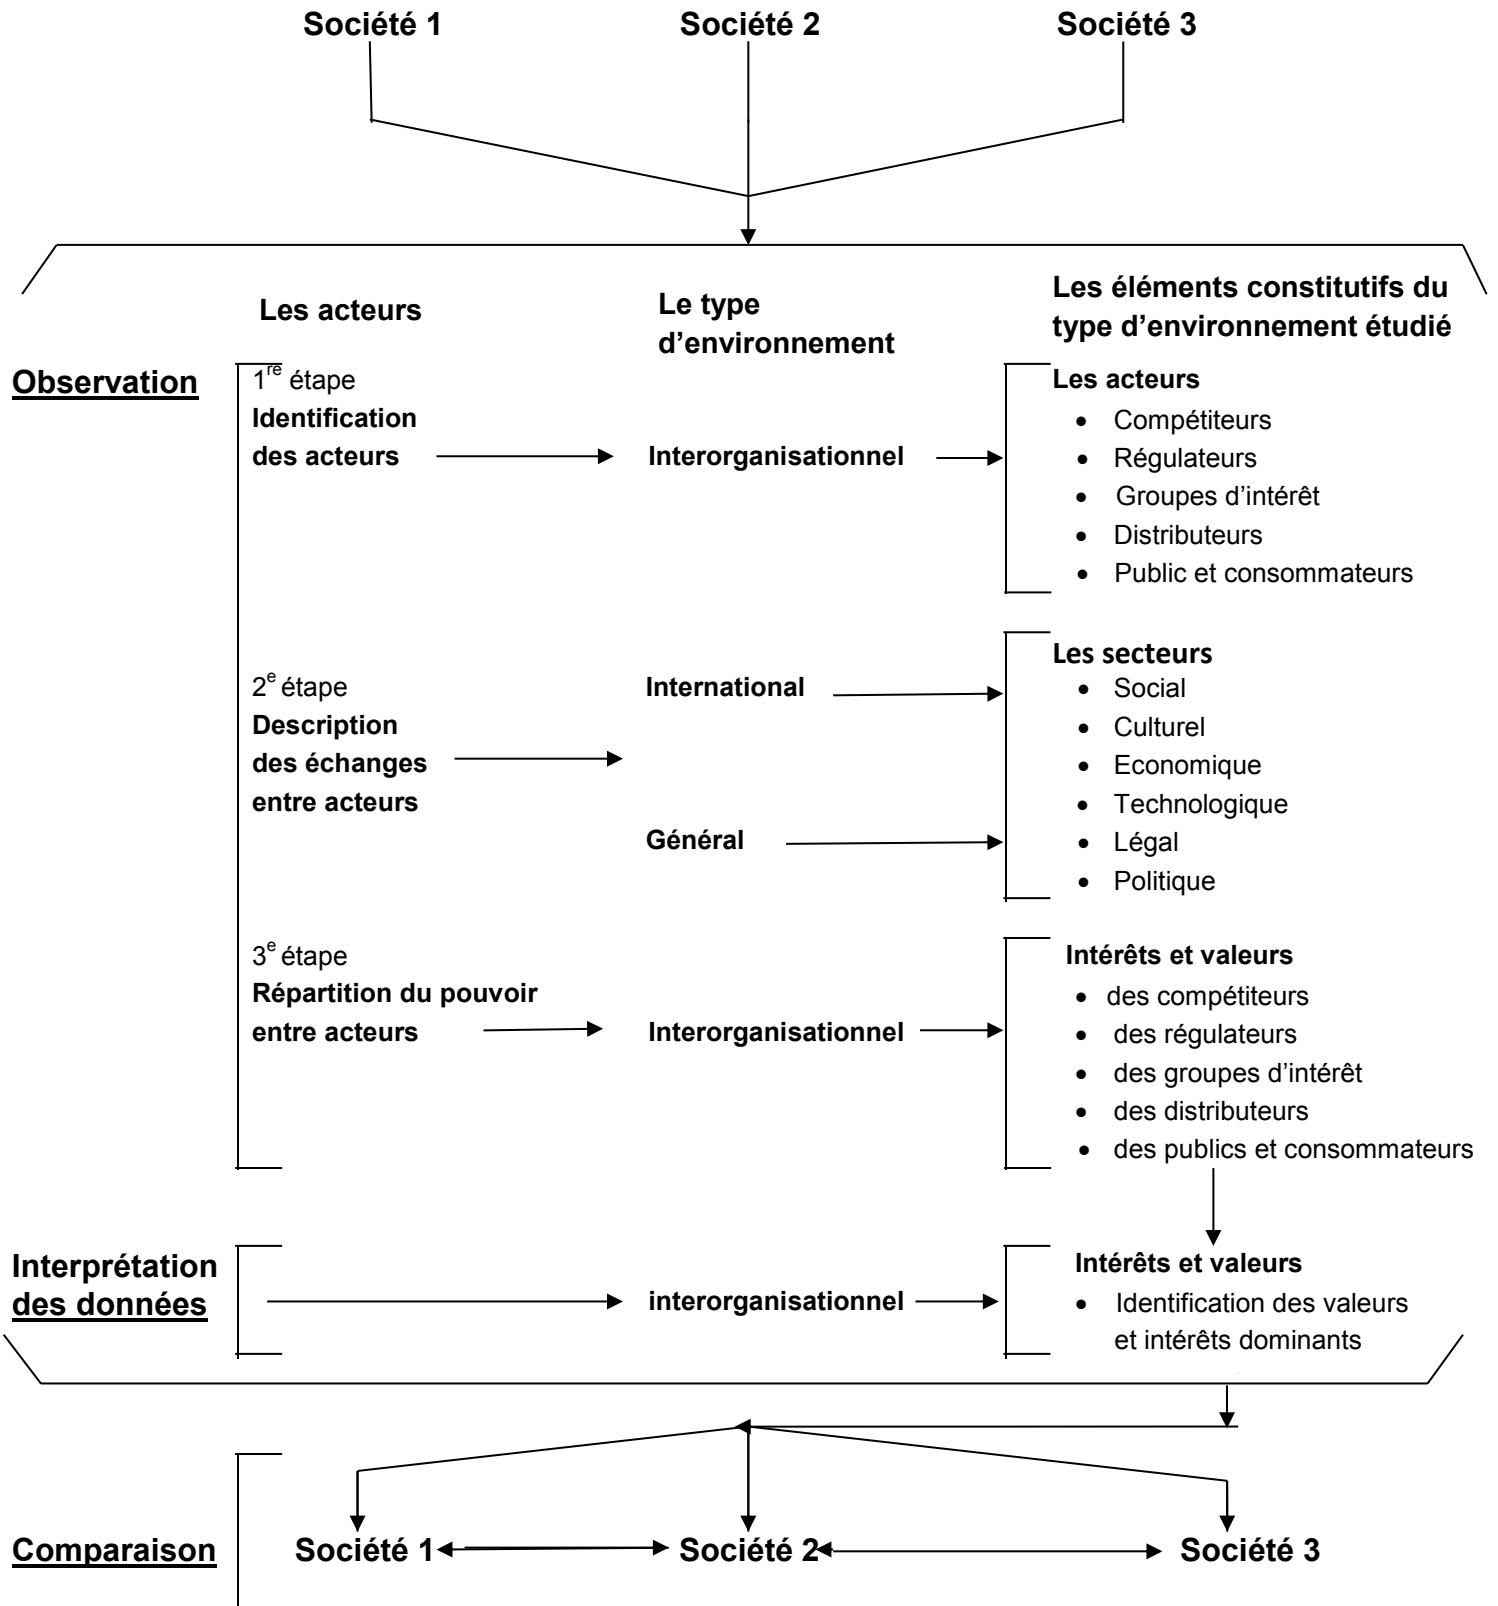 Société 1 Société 2 Société 3
Les acteurs
Le type
d’environnement
Les éléments constitutifs du
type d’environnement étudié
Observation
1re étape
Identification
des acteurs
Interorganisationnel
Les acteurs
• Compétiteurs
• Régulateurs
• Groupes d’intérêt
• Distributeurs
• Public et consommateurs
2e étape
Description
des échanges
entre acteurs
International
Général
Les secteurs
• Social
• Culturel
• Economique
• Technologique
• Légal
• Politique
3e étape
Répartition du pouvoir
entre acteurs
Interorganisationnel
Intérêts et valeurs
• des compétiteurs
• des régulateurs
• des groupes d’intérêt
• des distributeurs
• des publics et consommateurs
Interprétation
des données
interorganisationnel
Intérêts et valeurs
• Identification des valeurs
et intérêts dominants
Comparaison
Société 1 Société 2 Société 3